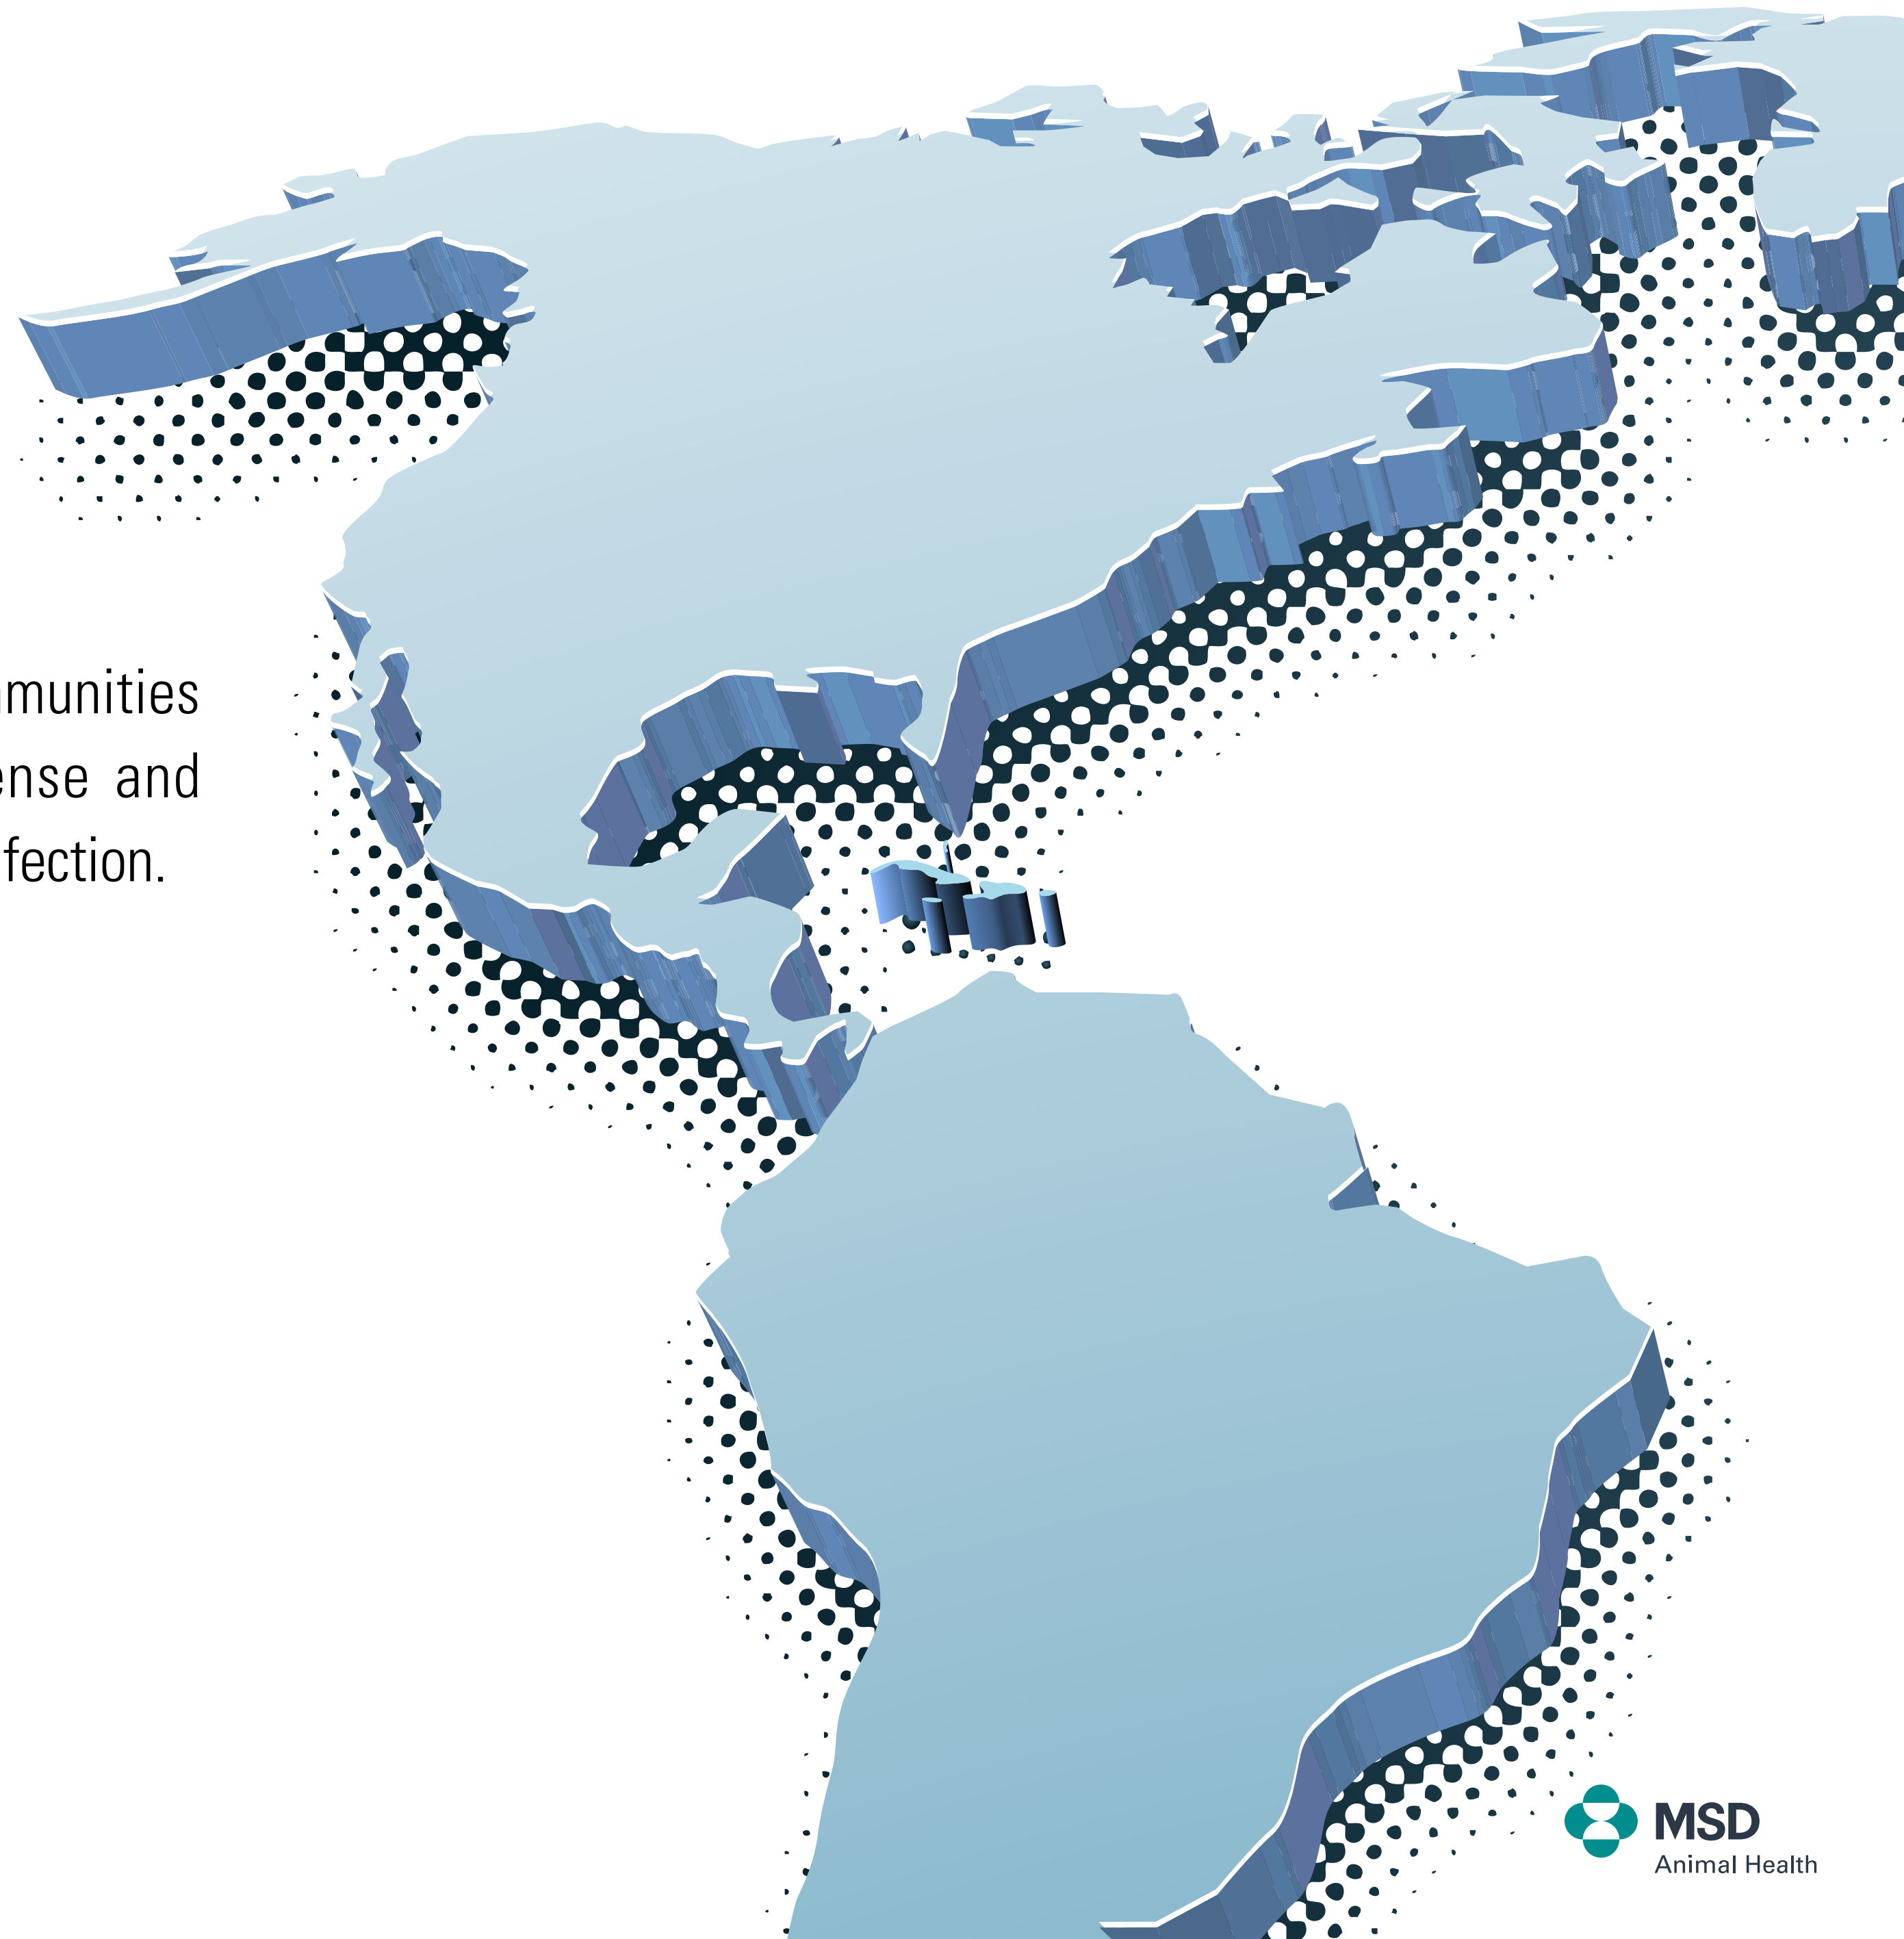 munities
ense and
fection.
MSD
Animal Health